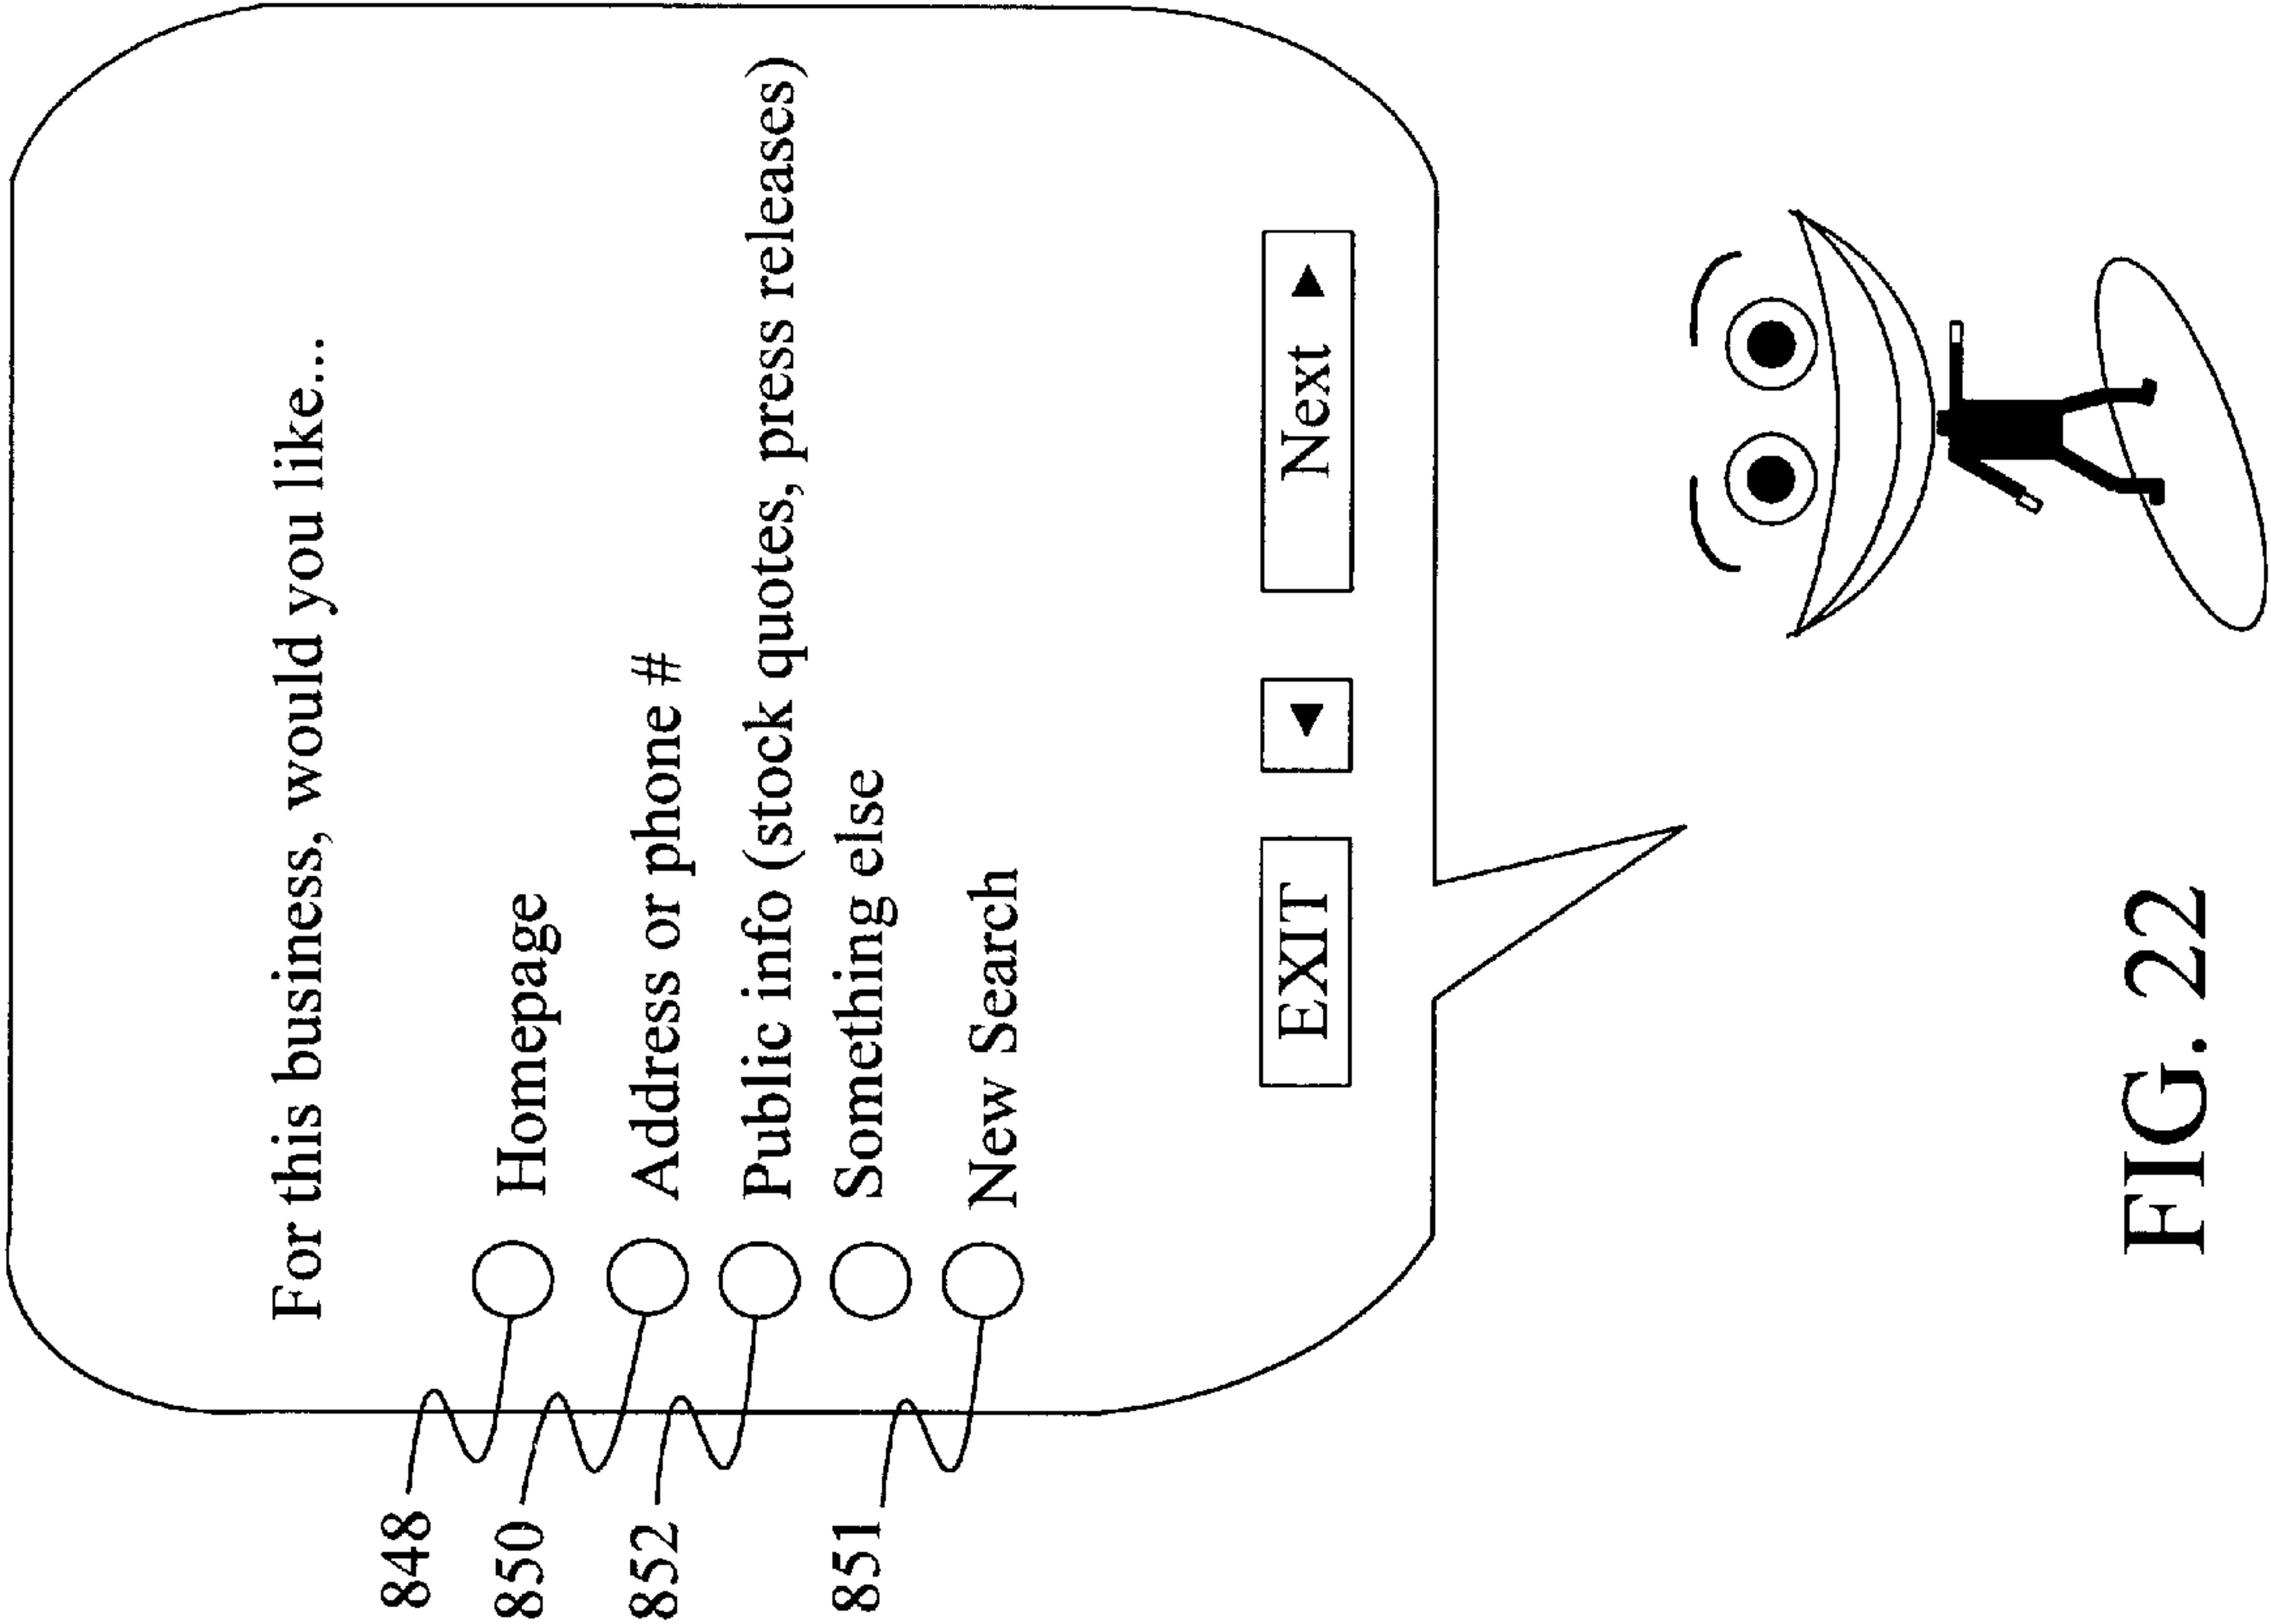 For this business, would you like...
848 Homepage
850 Address or phone #
852 Public info (stock quotes, press releases)
Something else
851 New Search
EXIT ◄ Next ►
FIG. 22